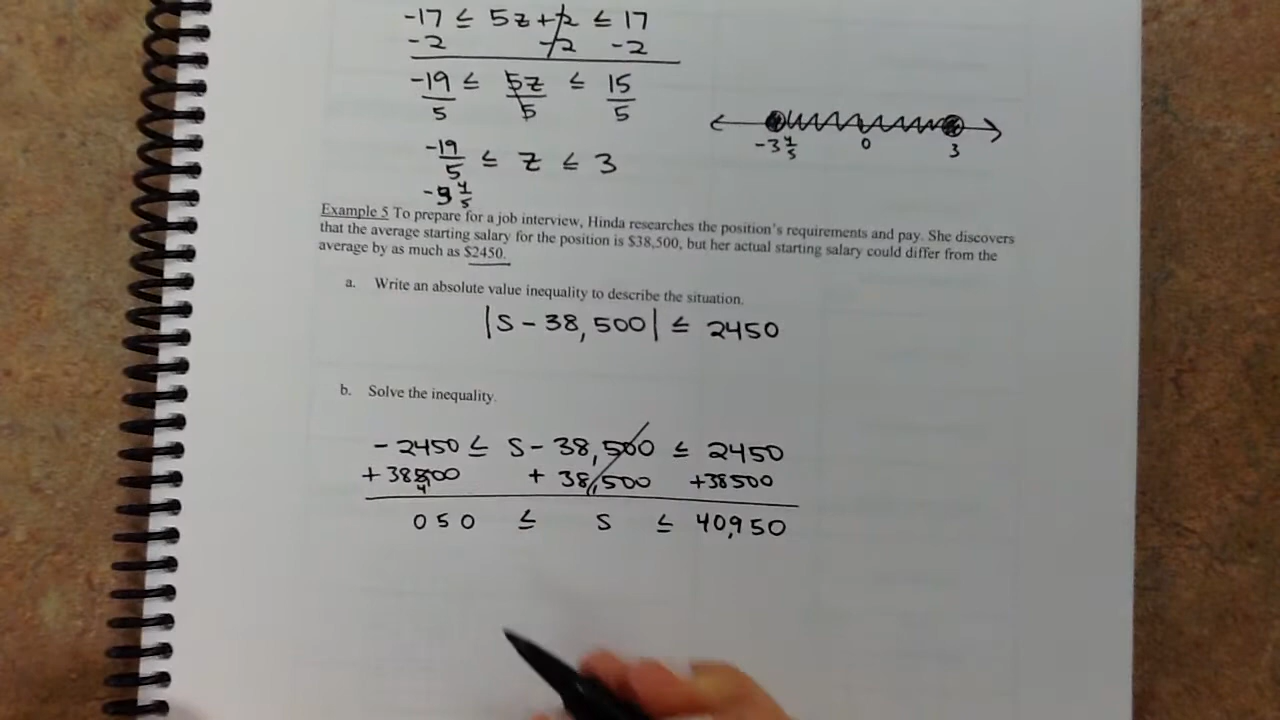 -17 ≤ 5z+2 ≤ 17
-2 -2 -2
-19 ≤ 5z ≤ 15
5 5 5
-19/5 ≤ z ≤ 3
-3 4/5 0 3
-9 4/5
Example 5 To prepare for a job interview, Hinda researches the position's requirements and pay. She discovers
that the average starting salary for the position is $38,500, but her actual starting salary could differ from the
average by as much as $2450.
a. Write an absolute value inequality to describe the situation.
|S - 38,500| ≤ 2450
b. Solve the inequality.
- 2450 ≤ S - 38,500 ≤ 2450
+ 38500 + 38,500 +38500
4
050 ≤ S ≤ 40,950